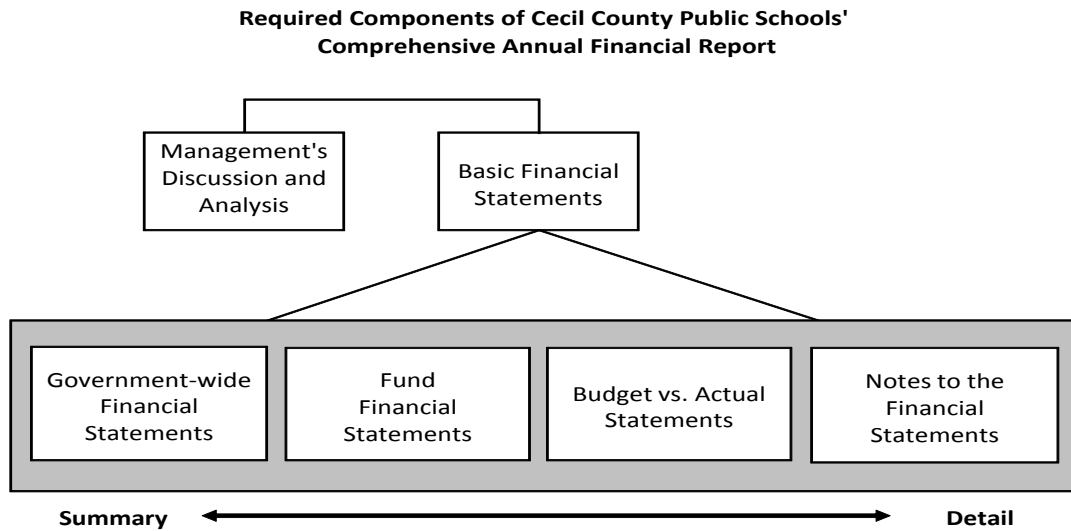 Required Components of Cecil County Public Schools'
Comprehensive Annual Financial Report
Management's
Discussion and
Analysis
Basic Financial
Statements
Government-wide
Financial
Statements
Fund
Financial
Statements
Budget vs. Actual
Statements
Notes to the
Financial
Statements
Summary
Detail